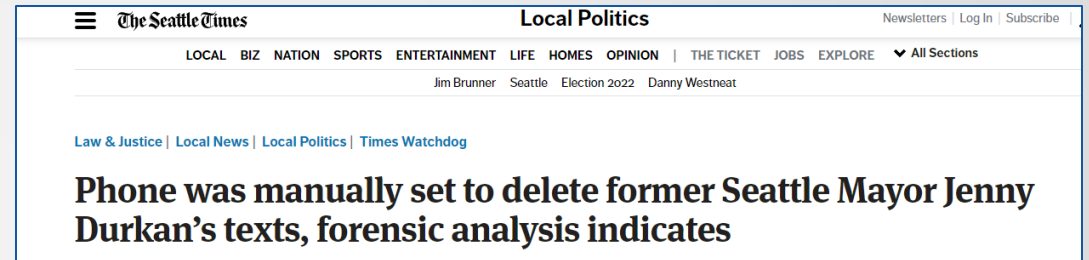 The Seattle Times Local Politics Newsletters | Log In | Subscribe |
LOCAL BIZ NATION SPORTS ENTERTAINMENT LIFE HOMES OPINION | THE TICKET JOBS EXPLORE All Sections
Jim Brunner Seattle Election 2022 Danny Westneat
Law & Justice | Local News | Local Politics | Times Watchdog
Phone was manually set to delete former Seattle Mayor Jenny
Durkan’s texts, forensic analysis indicates